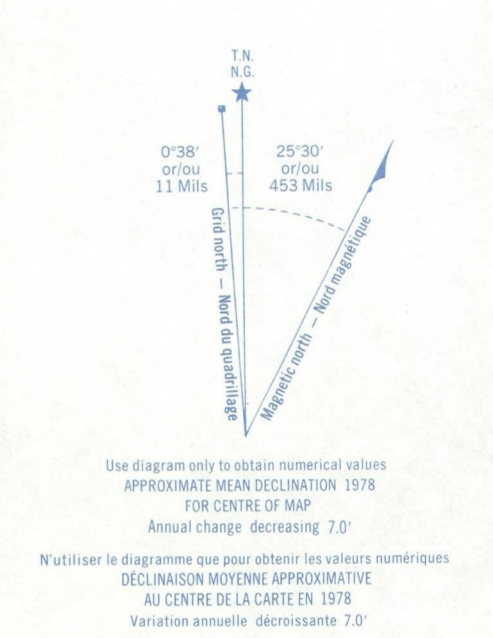 T.N.
N.G.
0°38'
or/ou
11 Mils
25°30'
or/ou
453 Mils
Grid north – Nord du quadrillage
Magnetic north – Nord magnétique
Use diagram only to obtain numerical values
APPROXIMATE MEAN DECLINATION 1978
FOR CENTRE OF MAP
Annual change decreasing 7.0'
N'utiliser le diagramme que pour obtenir les valeurs numériques
DÉCLINAISON MOYENNE APPROXIMATIVE
AU CENTRE DE LA CARTE EN 1978
Variation annuelle décroissante 7.0'